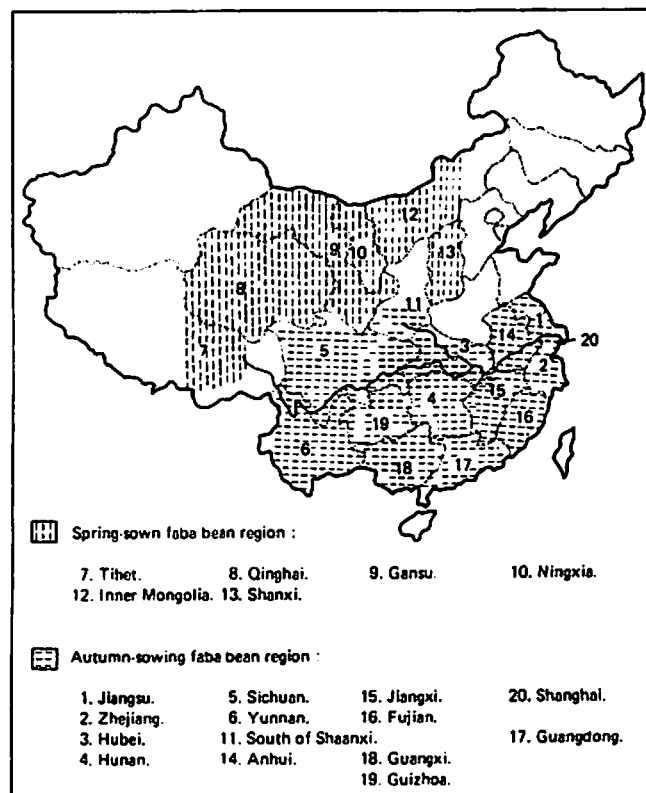 12
9 10
13
8
11
1
14
20
7
5
3
2
15
4
19
16
6
18
17
Spring-sown faba bean region :
7. Tibet. 8. Qinghai. 9. Gansu. 10. Ningxia.
12. Inner Mongolia. 13. Shanxi.
Autumn-sowing faba bean region :
1. Jiangsu. 5. Sichuan. 15. Jiangxi. 20. Shanghai.
2. Zhejiang. 6. Yunnan. 16. Fujian.
3. Hubei. 11. South of Shaanxi. 17. Guangdong.
4. Hunan. 14. Anhui. 18. Guangxi.
19. Guizhoa.